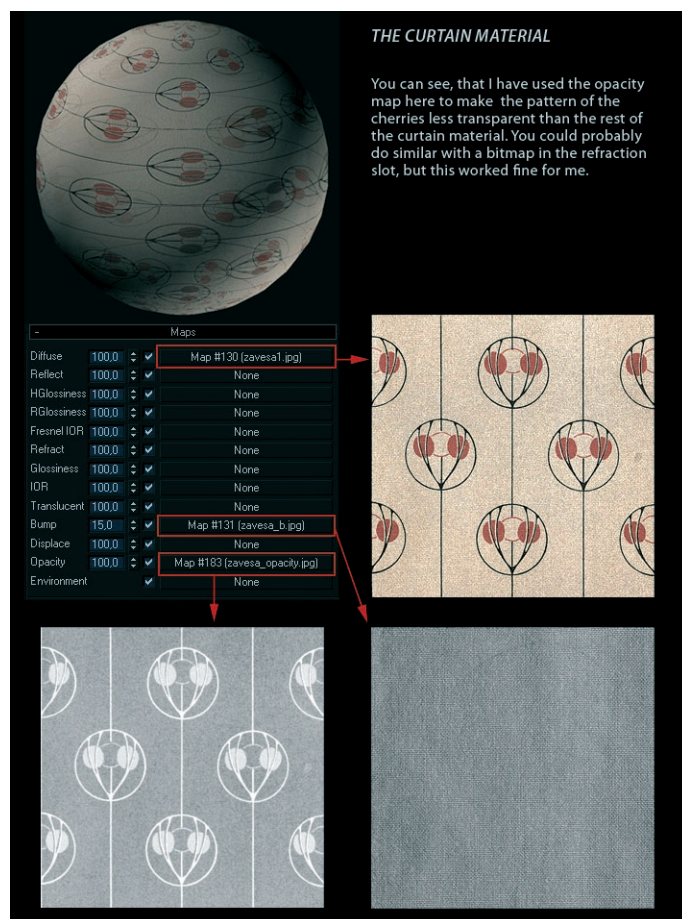 THE CURTAIN MATERIAL
You can see, that I have used the opacity
map here to make the pattern of the
cherries less transparent than the rest of
the curtain material. You could probably
do similar with a bitmap in the refraction
slot, but this worked fine for me.
- Maps
Diffuse 100,0 Map #130 (zavesa1.jpg)
Reflect 100,0 None
HGlossiness 100,0 None
RGlossiness 100,0 None
Fresnel IOR 100,0 None
Refract 100,0 None
Glossiness 100,0 None
IOR 100,0 None
Translucent 100,0 None
Bump 15,0 Map #131 (zavesa_b.jpg)
Displace 100,0 None
Opacity 100,0 Map #183 (zavesa_opacity.jpg)
Environment None